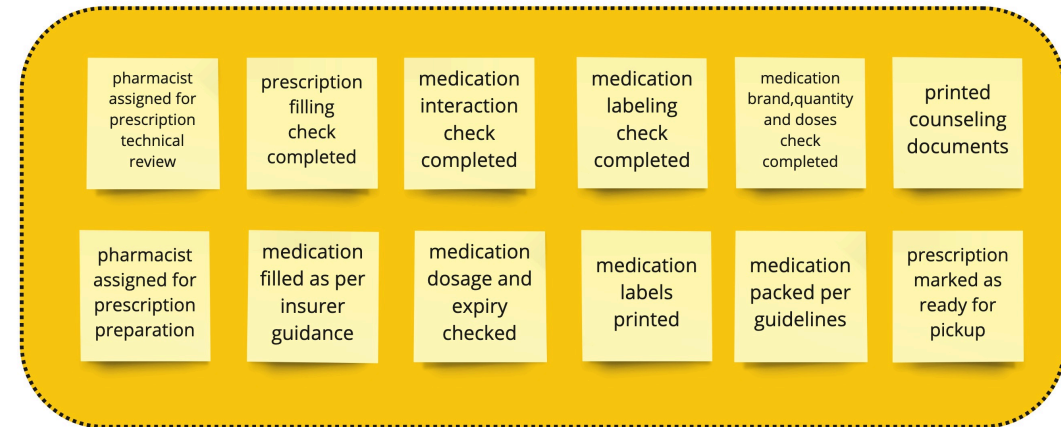 pharmacist
assigned for
prescription
technical
review
prescription
filling
check
completed
medication
interaction
check
completed
medication
labeling
check
completed
medication
brand,quantity
and doses
check
completed
printed
counseling
documents
pharmacist
assigned for
prescription
preparation
medication
filled as per
insurer
guidance
medication
dosage and
expiry
checked
medication
labels
printed
medication
packed per
guidelines
prescription
marked as
ready for
pickup